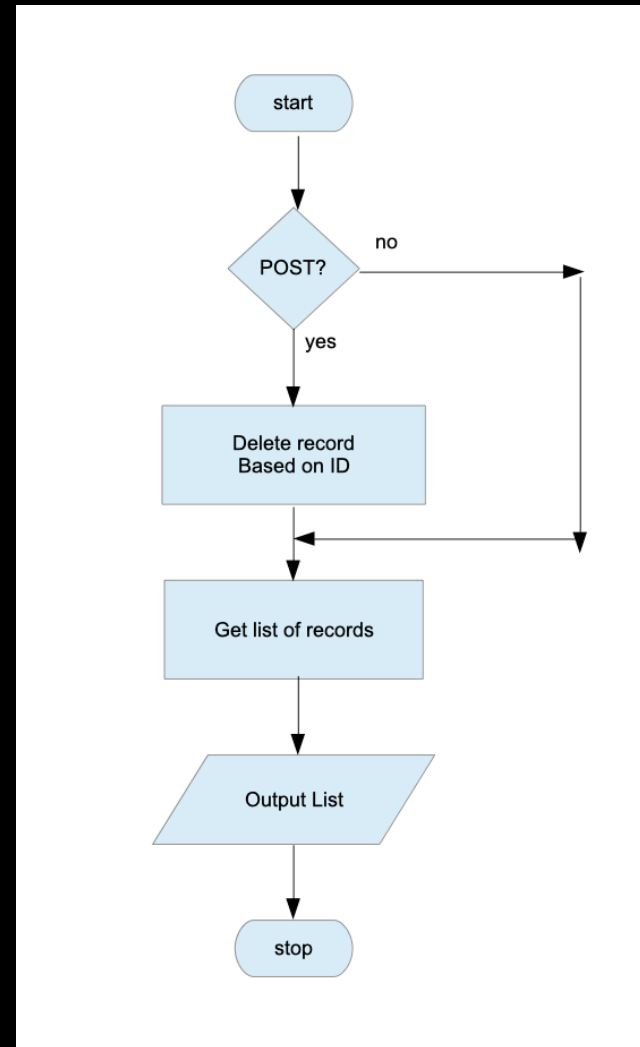 start
POST?
no
yes
Delete record
Based on ID
Get list of records
Output List
stop